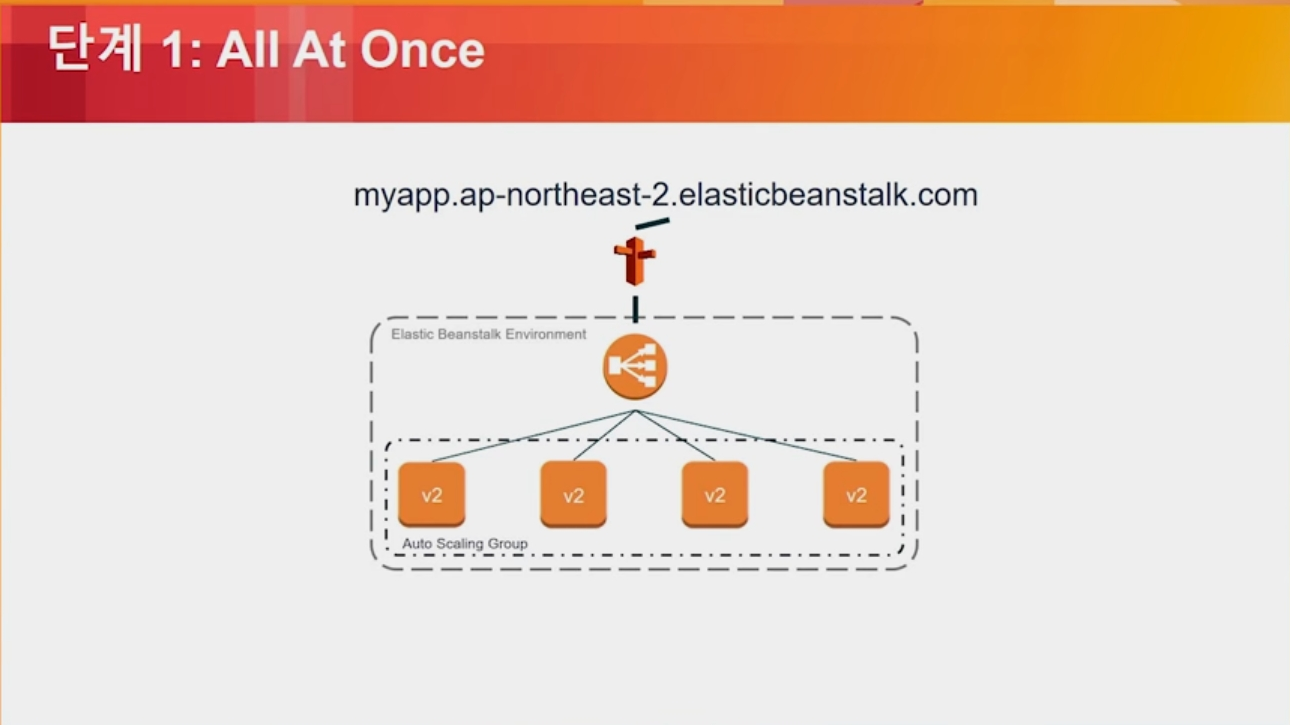 단계 1: All At Once
myapp.ap-northeast-2.elasticbeanstalk.com
Elastic Beanstalk Environment
v2 v2 v2 v2
Auto Scaling Group